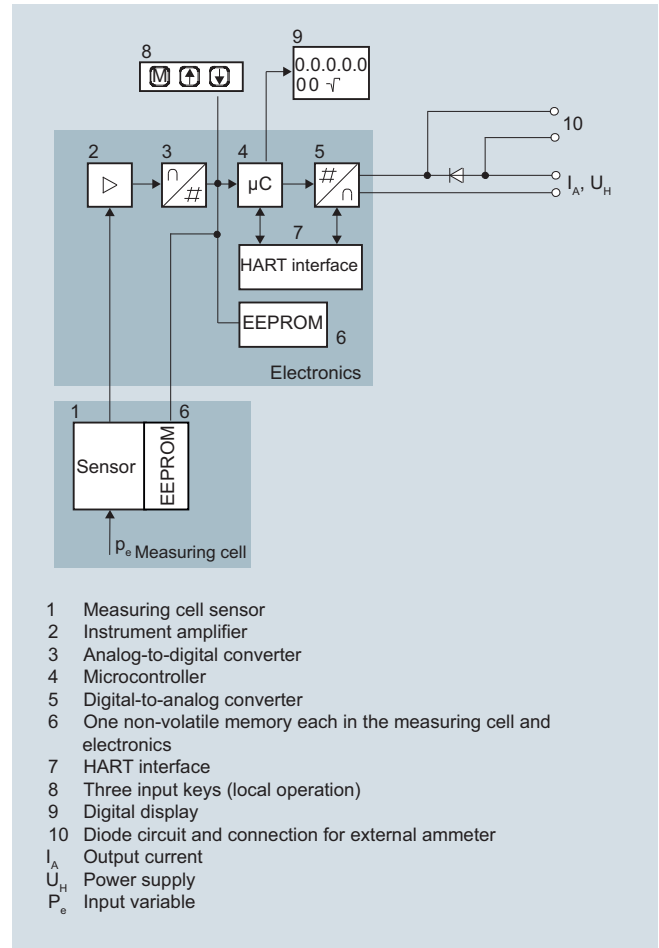 9
8
0.0.0.0.0
M
00 √
10
2
3
4
5
∩
#
µC
#
∩
I_A, U_H
7
HART interface
EEPROM
6
Electronics
1
6
Sensor
EEPROM
p_e Measuring cell
1 Measuring cell sensor
2 Instrument amplifier
3 Analog-to-digital converter
4 Microcontroller
5 Digital-to-analog converter
6 One non-volatile memory each in the measuring cell and
electronics
7 HART interface
8 Three input keys (local operation)
9 Digital display
10 Diode circuit and connection for external ammeter
I_A Output current
U_H Power supply
P_e Input variable